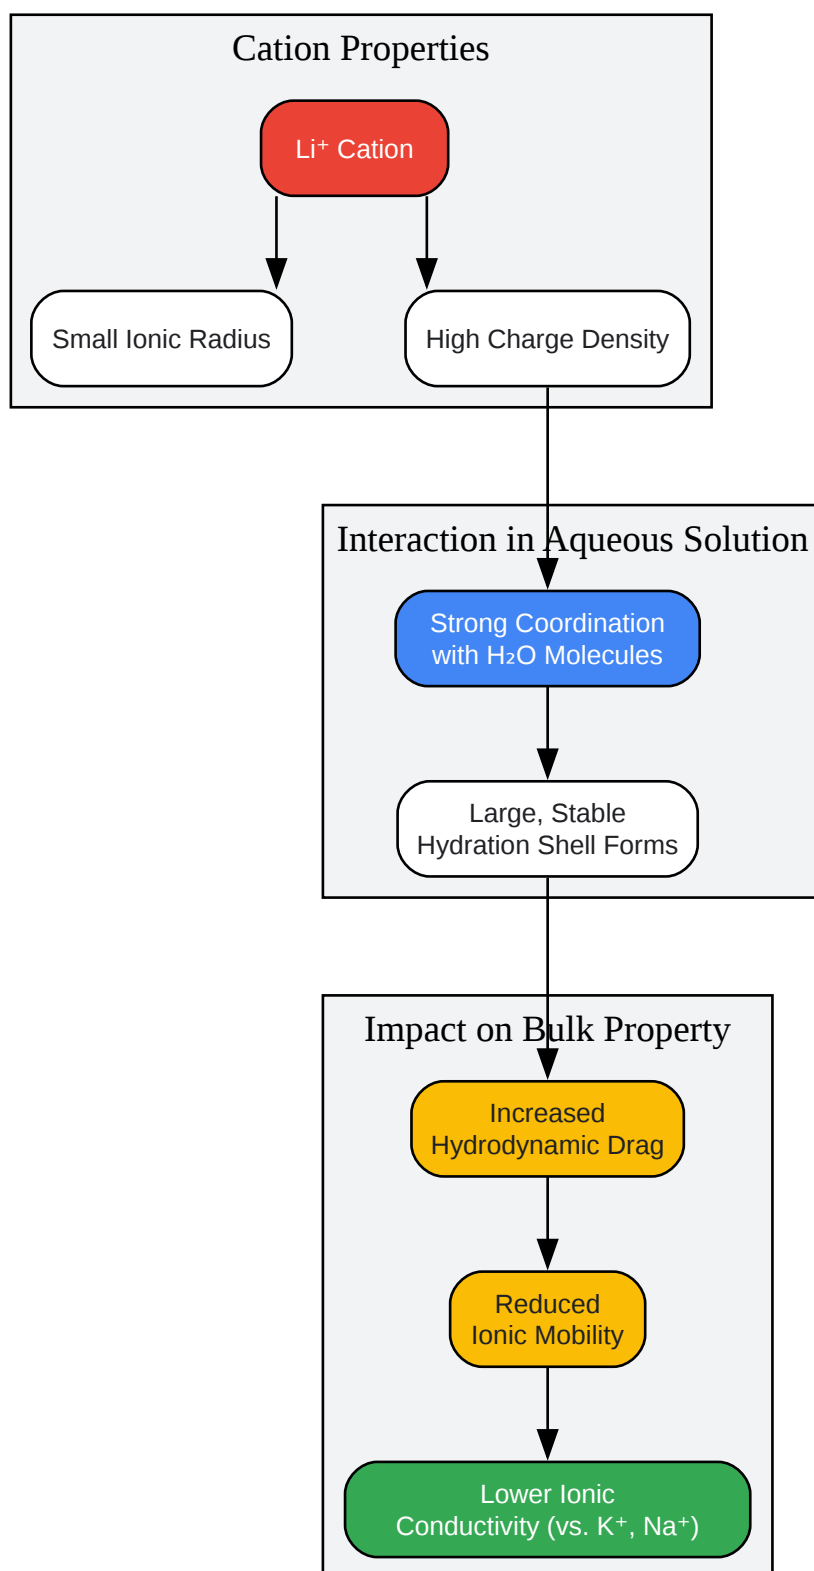 Cation Properties
Li⁺ Cation
Small Ionic Radius
High Charge Density
Interaction in Aqueous Solution
Strong Coordination
with H₂O Molecules
Large, Stable
Hydration Shell Forms
Impact on Bulk Property
Increased
Hydrodynamic Drag
Reduced
Ionic Mobility
Lower Ionic
Conductivity (vs. K⁺, Na⁺)